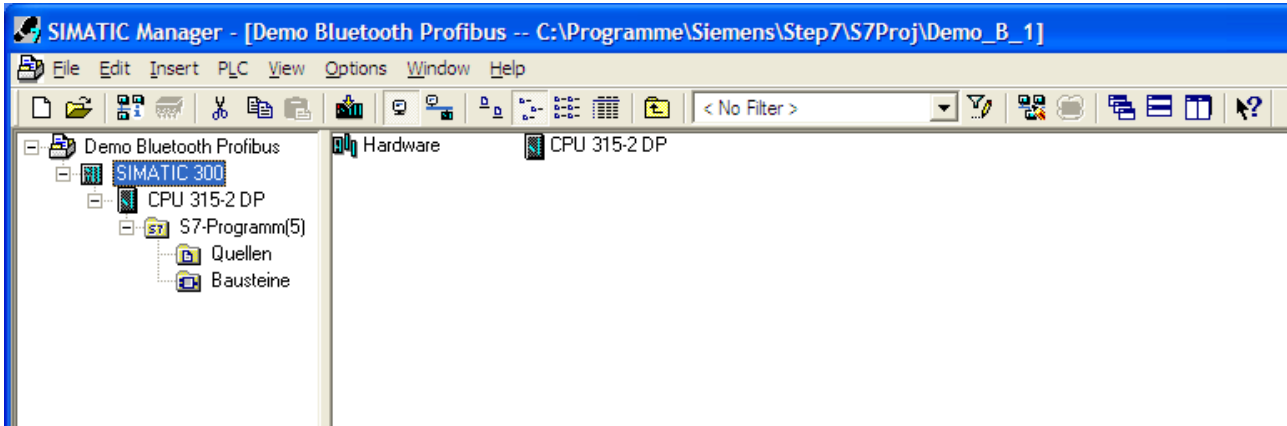 SIMATIC Manager - [Demo Bluetooth Profibus -- C:\Programme\Siemens\Step7\S7Proj\Demo_B_1]
File Edit Insert PLC View Options Window Help
< No Filter >
Demo Bluetooth Profibus
SIMATIC 300
CPU 315-2 DP
S7-Programm(5)
Quellen
Bausteine
Hardware CPU 315-2 DP